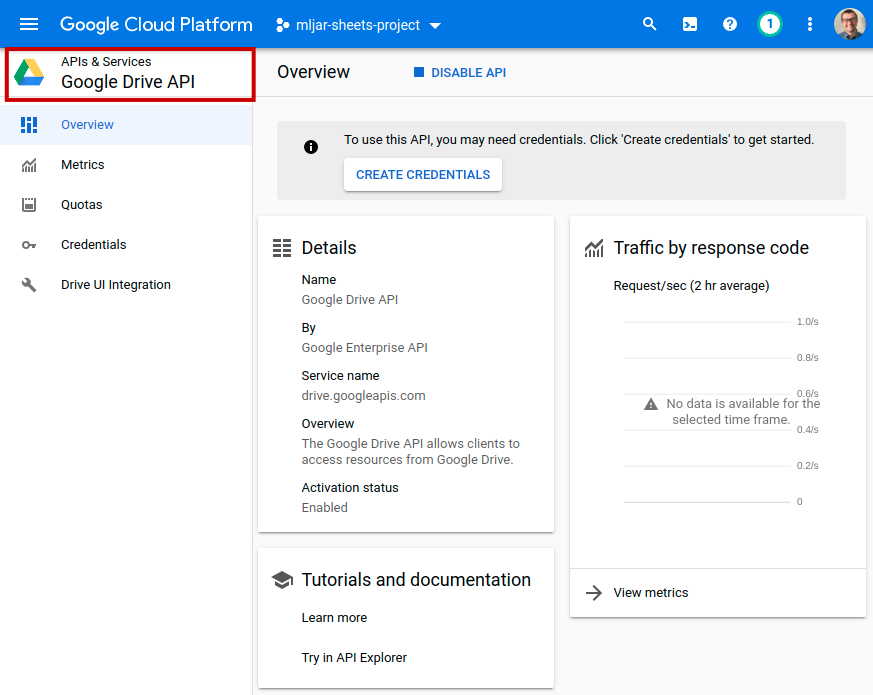 Google Cloud Platform
mljar-sheets-project
1
APIs & Services
Google Drive API
Overview
DISABLE API
Overview
Metrics
Quotas
Credentials
Drive UI Integration
To use this API, you may need credentials. Click 'Create credentials' to get started.
CREATE CREDENTIALS
Details
Name
Google Drive API
By
Google Enterprise API
Service name
drive.googleapis.com
Overview
The Google Drive API allows clients to
access resources from Google Drive.
Activation status
Enabled
Tutorials and documentation
Learn more
Try in API Explorer
Traffic by response code
Request/sec (2 hr average)
1.0/s
0.8/s
0.6/s
No data is available for the
selected time frame.
0.4/s
0.2/s
0
View metrics